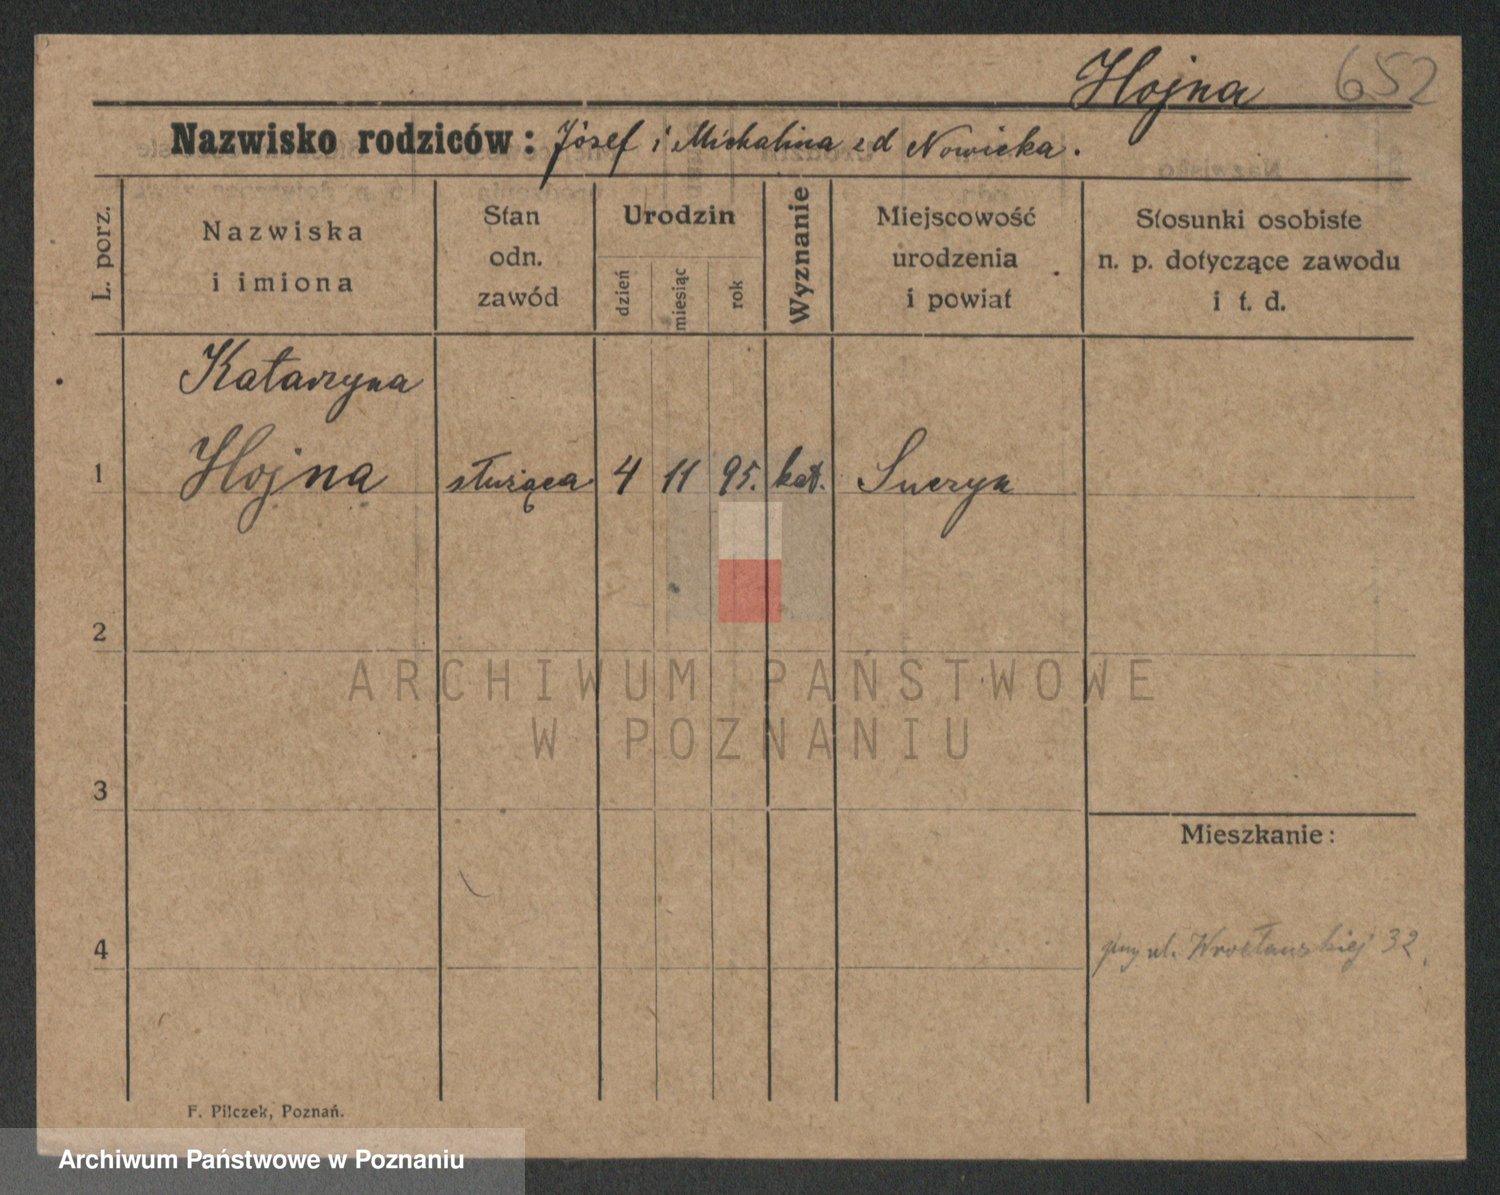 Hojna 652
Nazwisko rodziców: Józef i Michalina zd Nowicka.
L. porz.
Nazwiska
i imiona
Stan
odn.
zawód
Urodzin
dzień
miesiąc
rok
Wyznanie
Miejscowość
urodzenia
i powiat
Stosunki osobiste
n. p. dotyczące zawodu
i t. d.
Katarzyna
1 Hojna służąca 4 11 95. kat.
2
3
Mieszkanie:
4 ul. Wrocławskiej 32
F. Pilczek, Poznań.
ARCHIWUM PAŃSTWOWE
W POZNANIU
Archiwum Państwowe w Poznaniu